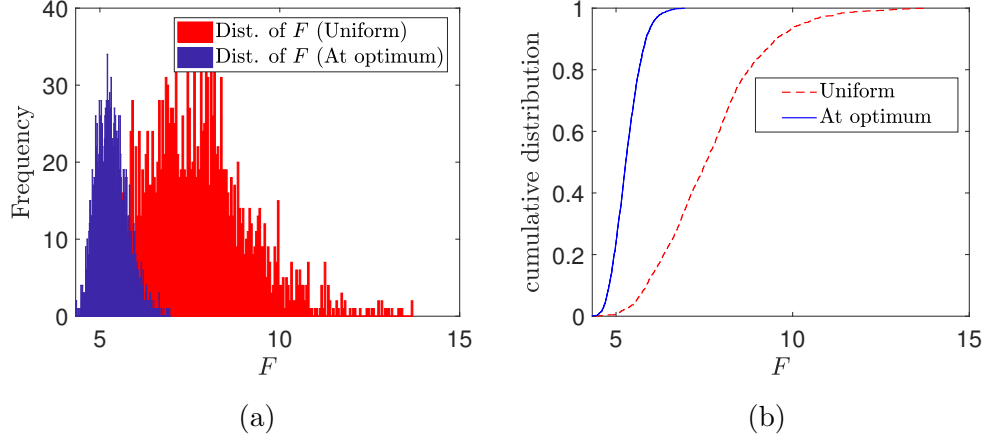 40
30
20
10
0
5
10
15
Frequency
F
Dist. of F (Uniform)
Dist. of F (At optimum)
(a)
1
0.8
0.6
0.4
0.2
0
5
10
15
cumulative distribution
F
Uniform
At optimum
(b)